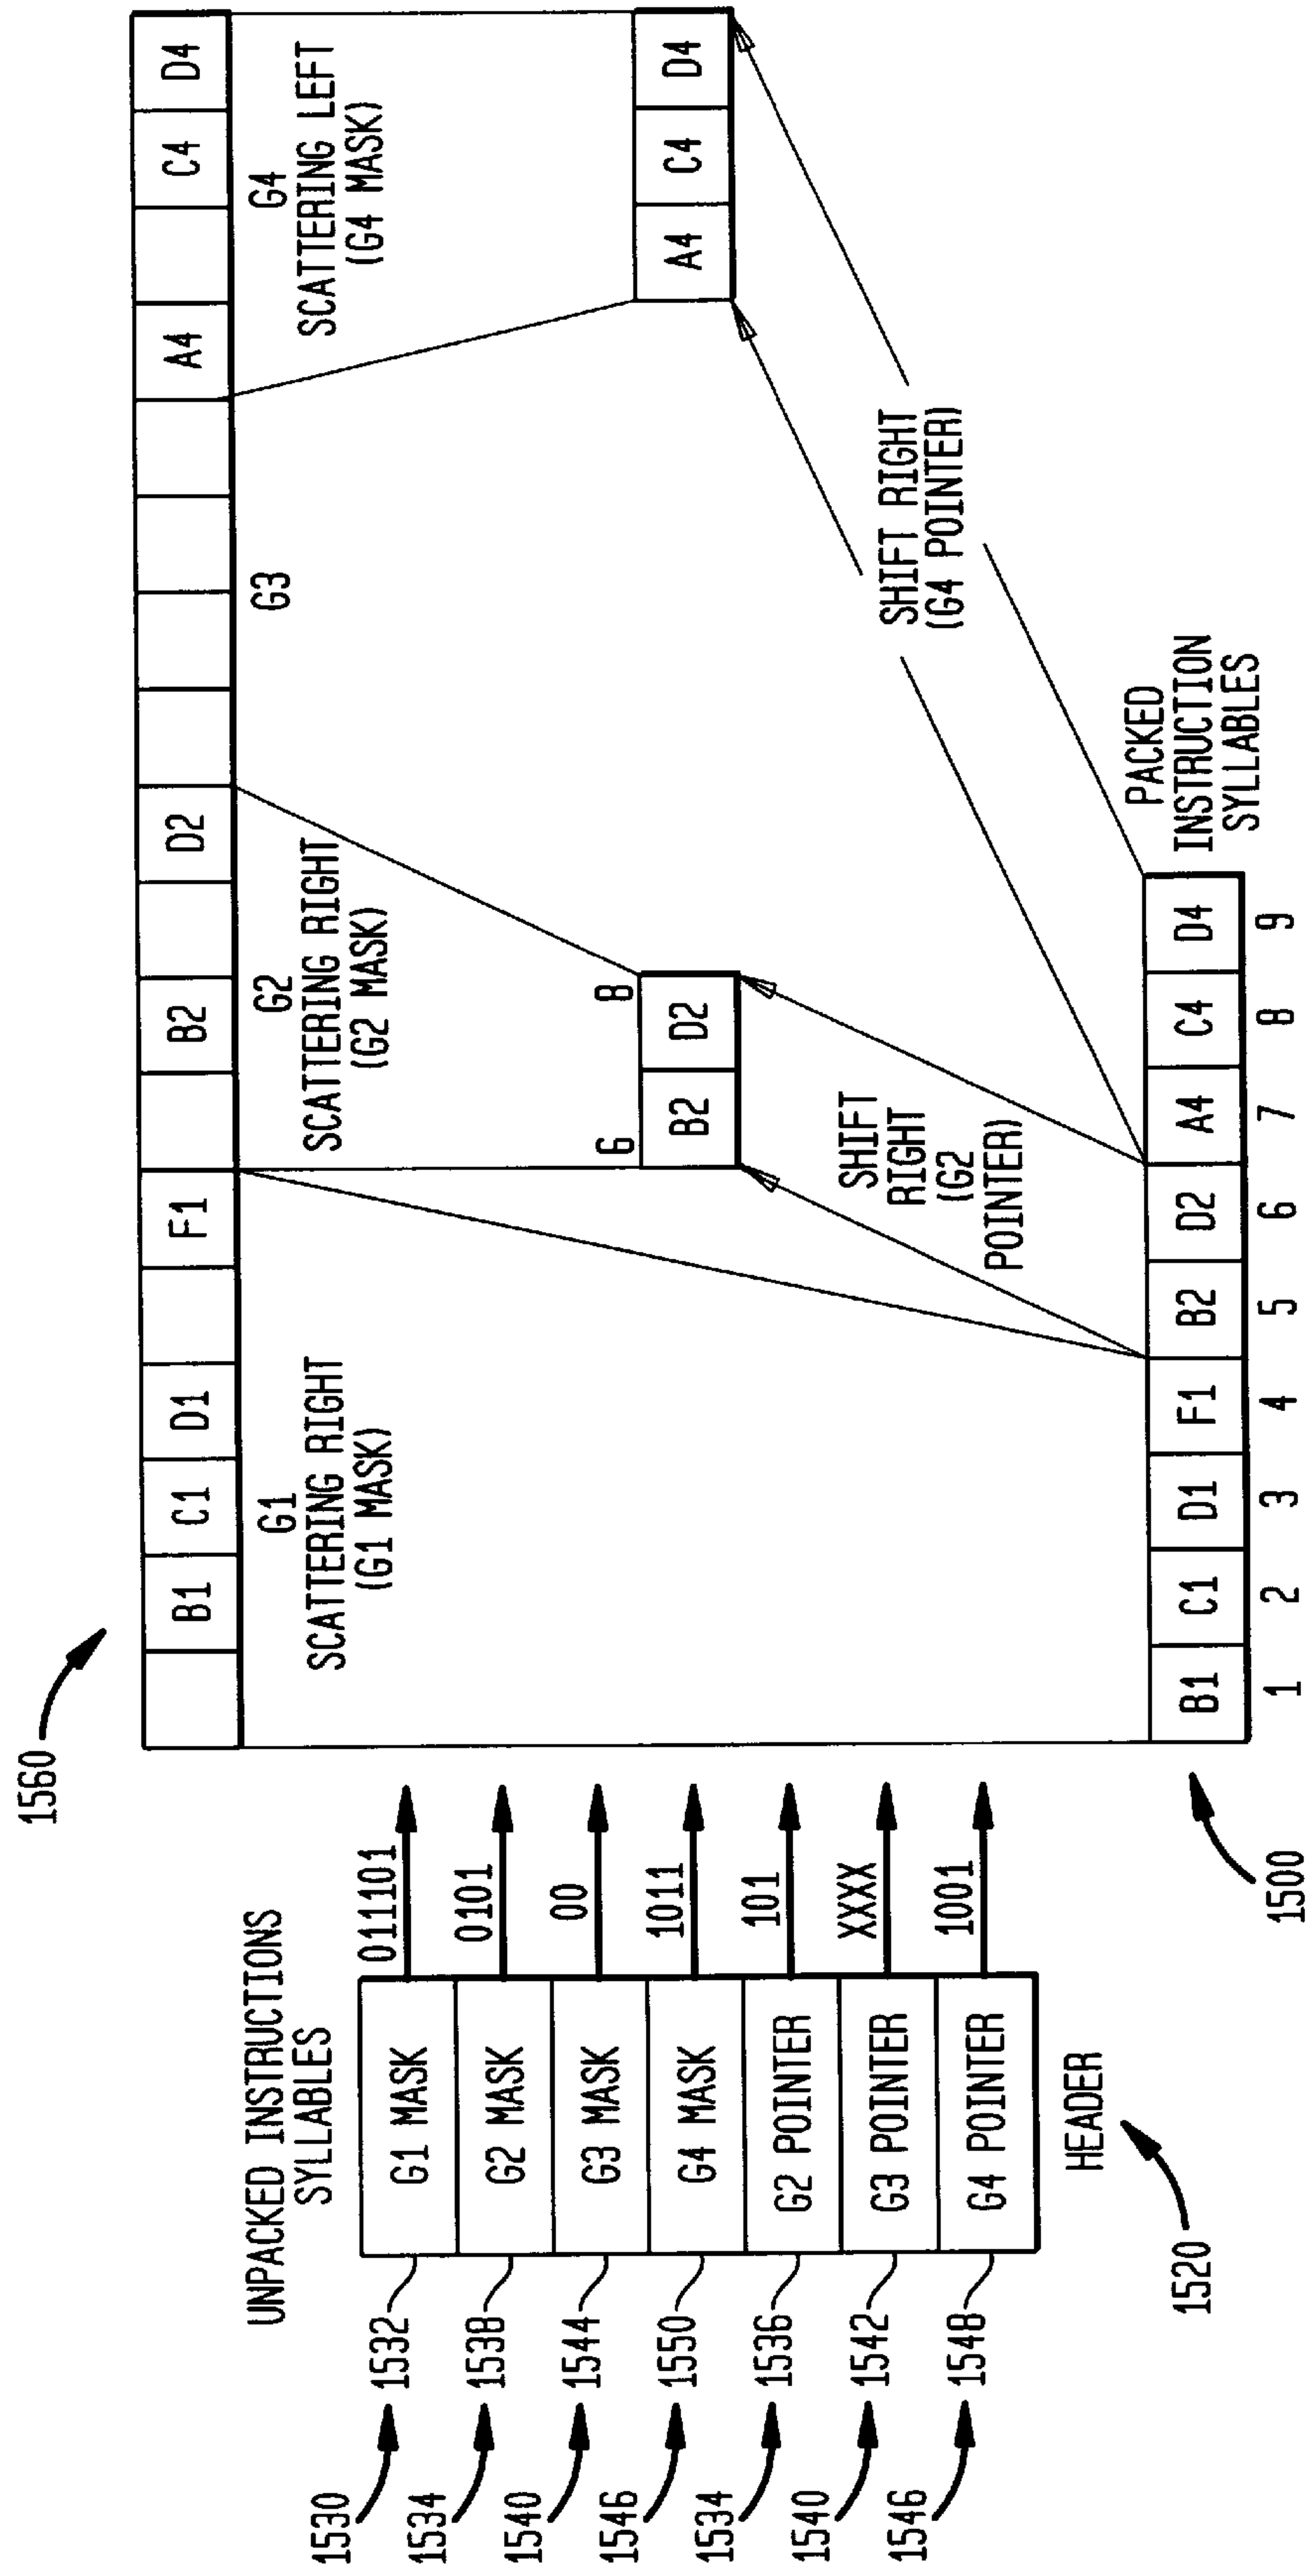 1560
B1 C1 D1 F1 B2 D2 A4 C4 D4
G1
SCATTERING RIGHT
(G1 MASK)
G2
SCATTERING RIGHT
(G2 MASK)
G3
G4
SCATTERING LEFT
(G4 MASK)
UNPACKED INSTRUCTIONS
SYLLABLES
1530 1532 G1 MASK 011101
1534 1538 G2 MASK 0101
1540 1544 G3 MASK 00
1546 1550 G4 MASK 1011
1534 1536 G2 POINTER 101
1540 1542 G3 POINTER XXXX
1546 1548 G4 POINTER 1001
HEADER
1520
6 8
B2 D2
A4 C4 D4
SHIFT
RIGHT
(G2
POINTER)
SHIFT RIGHT
(G4 POINTER)
PACKED
INSTRUCTION
SYLLABLES
B1 C1 D1 F1 B2 D2 A4 C4 D4
1 2 3 4 5 6 7 8 9
1500